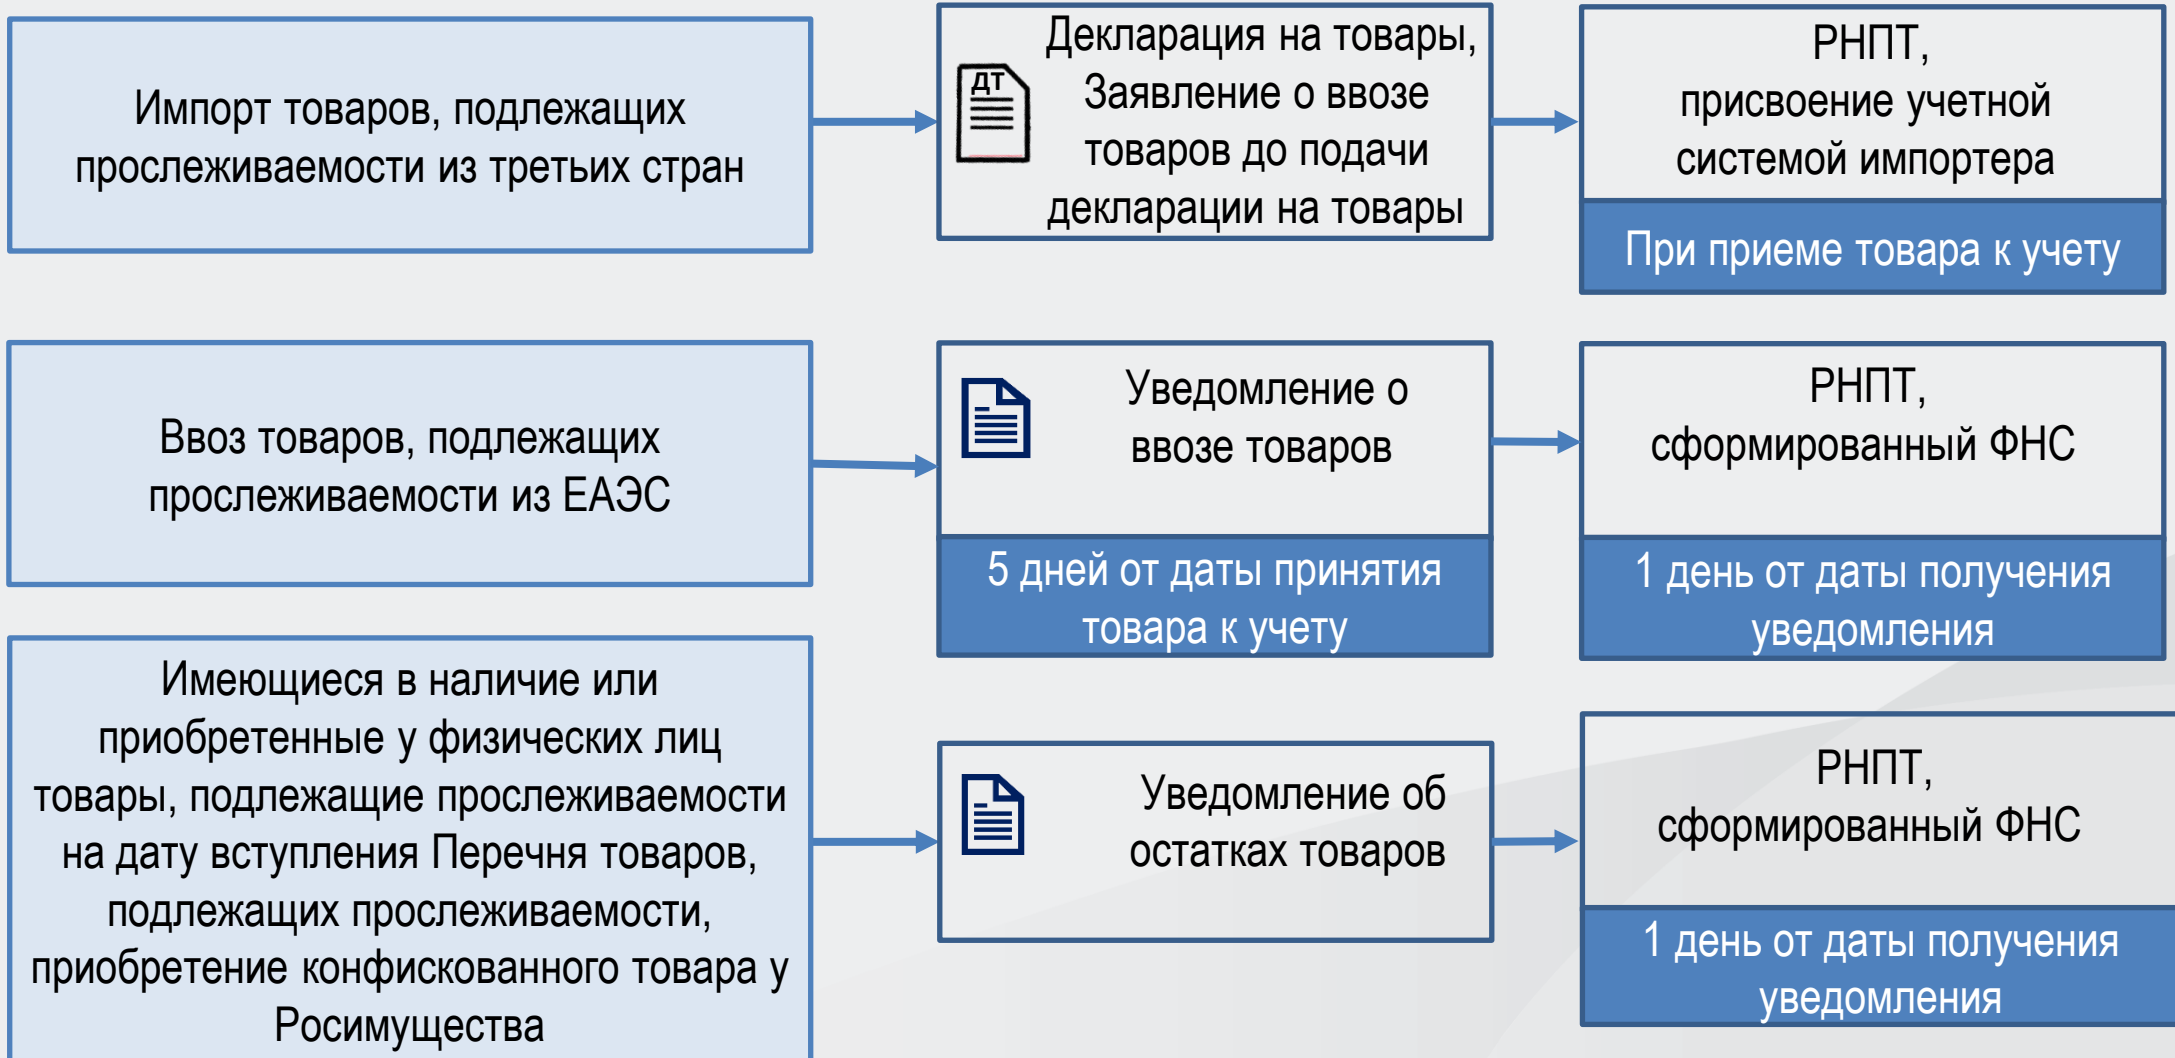 Импорт товаров, подлежащих
прослеживаемости из третьих стран
ДТ
Декларация на товары,
Заявление о ввозе
товаров до подачи
декларации на товары
РНПТ,
присвоение учетной
системой импортера
При приеме товара к учету
Ввоз товаров, подлежащих
прослеживаемости из ЕАЭС
Уведомление о
ввозе товаров
5 дней от даты принятия
товара к учету
РНПТ,
сформированный ФНС
1 день от даты получения
уведомления
Имеющиеся в наличие или
приобретенные у физических лиц
товары, подлежащие прослеживаемости
на дату вступления Перечня товаров,
подлежащих прослеживаемости,
приобретение конфискованного товара у
Росимущества
Уведомление об
остатках товаров
РНПТ,
сформированный ФНС
1 день от даты получения
уведомления